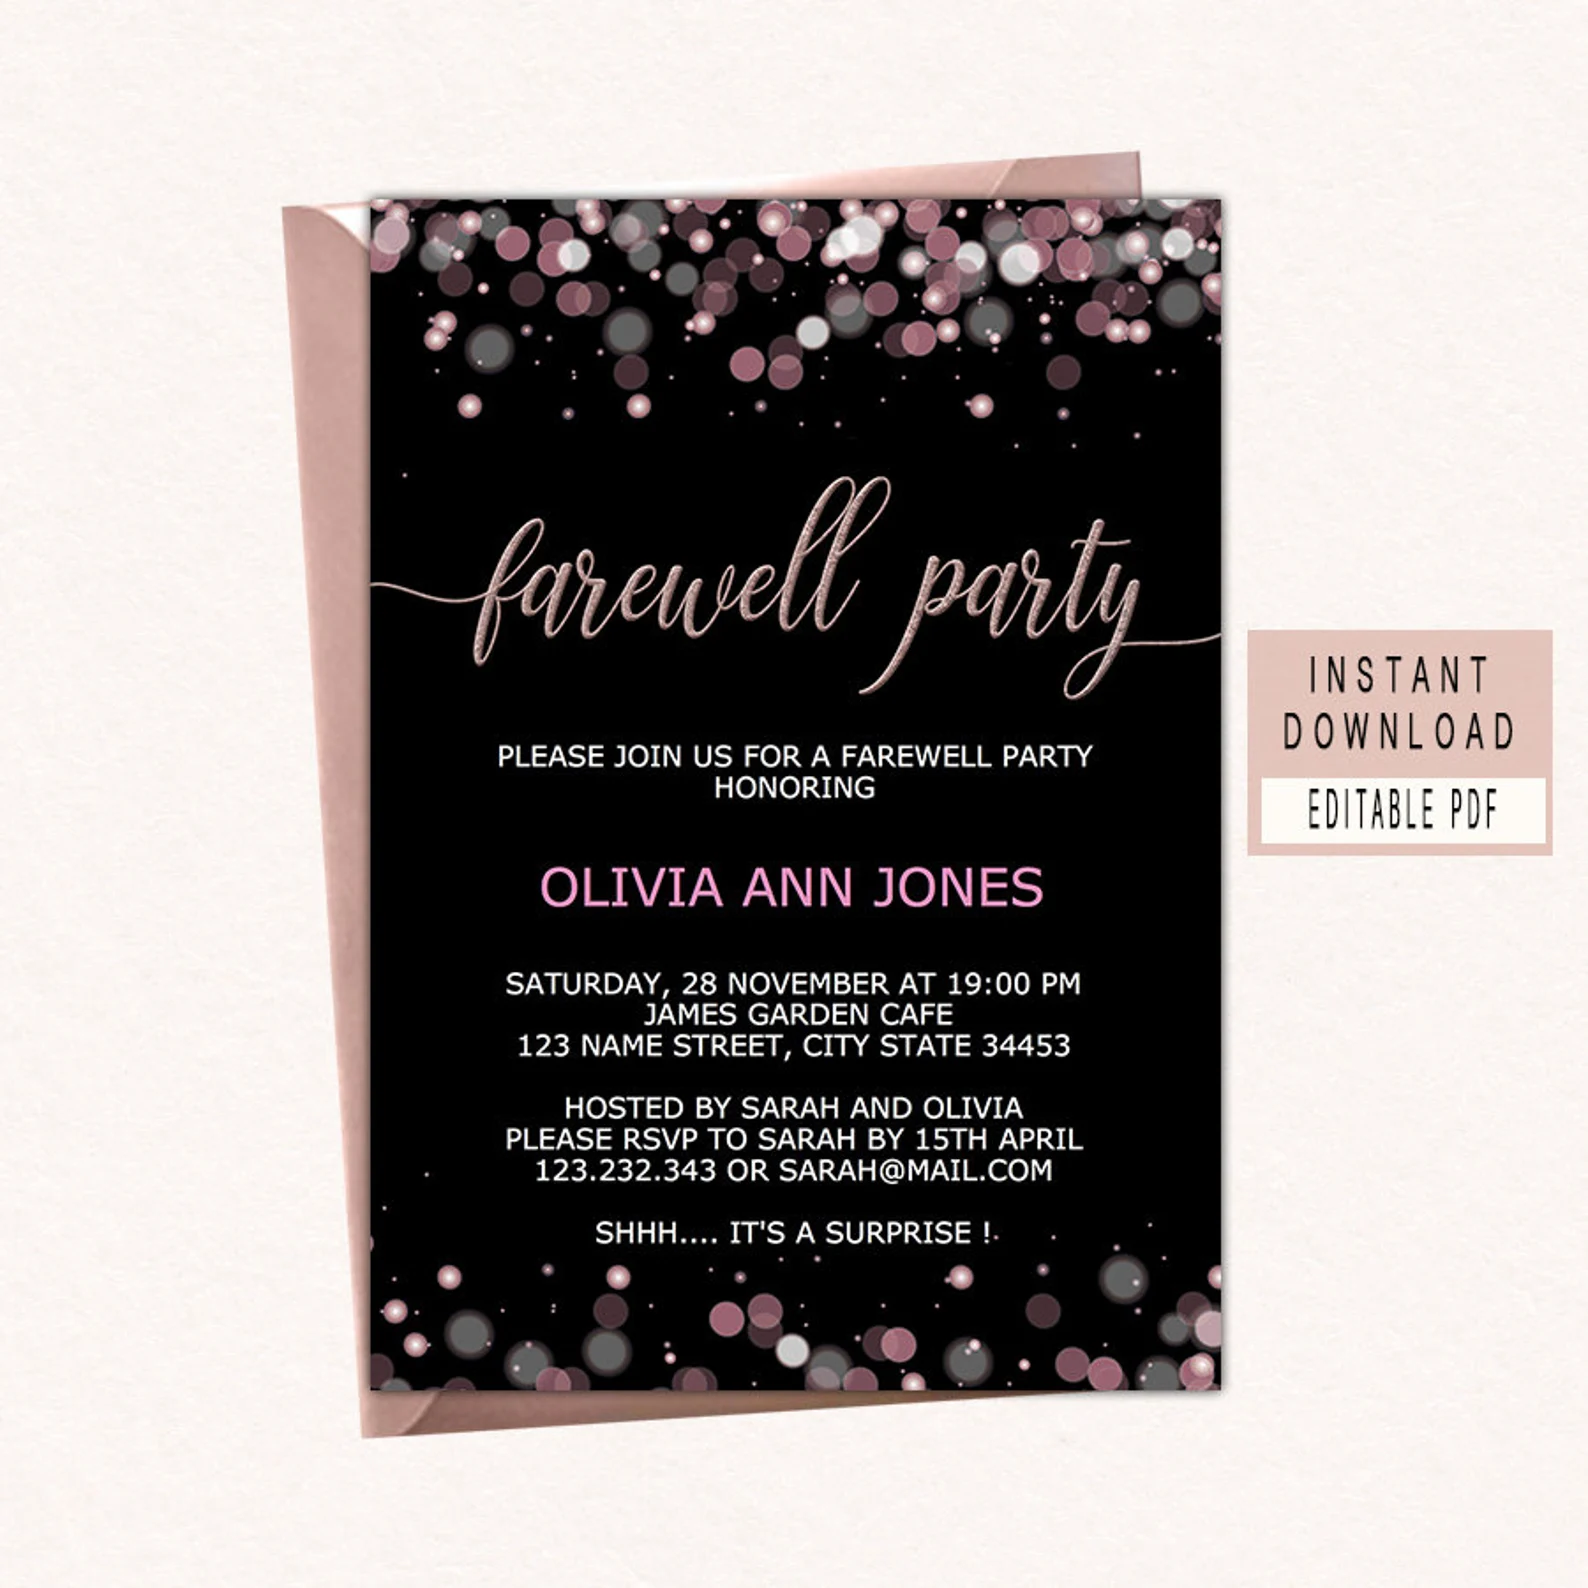 farewell party
PLEASE JOIN US FOR A FAREWELL PARTY
HONORING
OLIVIA ANN JONES
SATURDAY, 28 NOVEMBER AT 19:00 PM
JAMES GARDEN CAFE
123 NAME STREET, CITY STATE 34453
HOSTED BY SARAH AND OLIVIA
PLEASE RSVP TO SARAH BY 15TH APRIL
123.232.343 OR SARAH@MAIL.COM
SHHH.... IT'S A SURPRISE !
INSTANT
DOWNLOAD
EDITABLE PDF